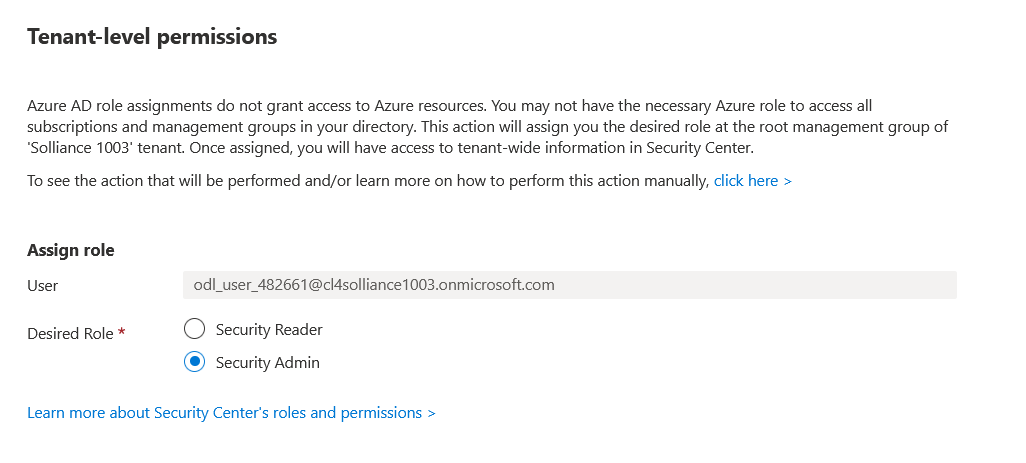 Tenant-level permissions
Azure AD role assignments do not grant access to Azure resources. You may not have the necessary Azure role to access all
subscriptions and management groups in your directory. This action will assign you the desired role at the root management group of
'Solliance 1003' tenant. Once assigned, you will have access to tenant-wide information in Security Center.
To see the action that will be performed and/or learn more on how to perform this action manually, click here >
Assign role
User odl_user_482661@cl4solliance1003.onmicrosoft.com
Desired Role * Security Reader
Security Admin
Learn more about Security Center's roles and permissions >